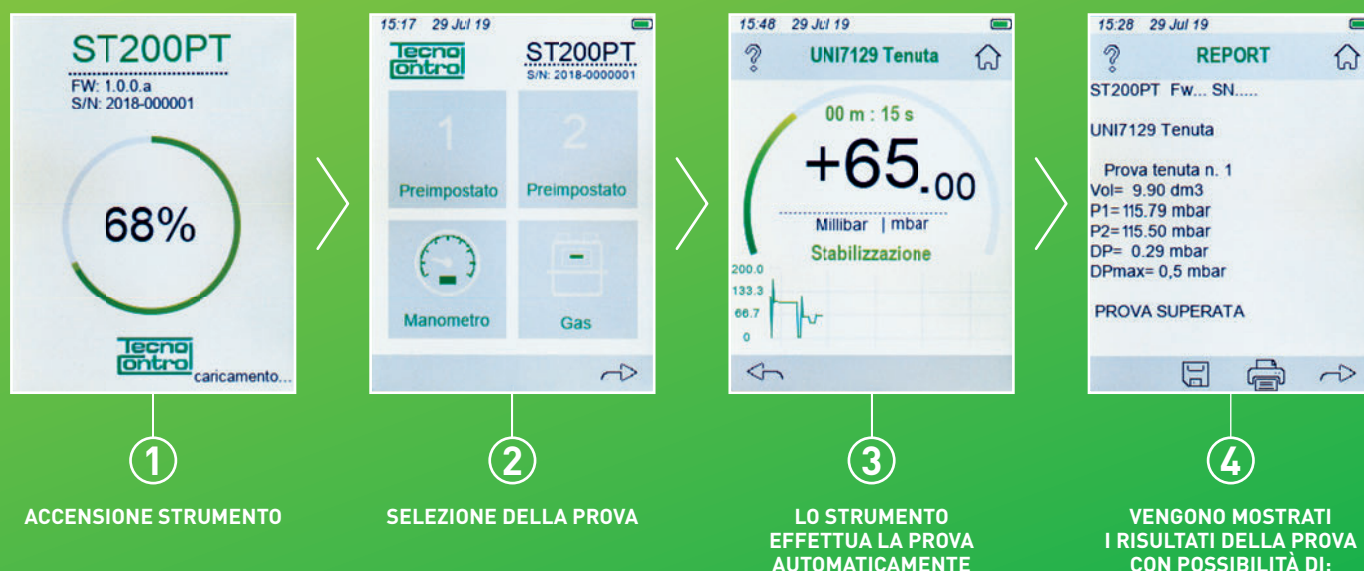 ST200PT
FW: 1.0.0.a
S/N: 2018-000001
68%
Tecno
Control
caricamento...
15:17 29 Jul 19
Tecno
Control
ST200PT
S/N: 2018-0000001
1
2
Preimpostato
Preimpostato
Manometro
Gas
15:48 29 Jul 19
?
UNI7129 Tenuta
00 m : 15 s
+65.00
Millibar | mbar
Stabilizzazione
200.0
133.3
66.7
0
15:28 29 Jul 19
?
REPORT
ST200PT Fw... SN.....
UNI7129 Tenuta
Prova tenuta n. 1
Vol= 9.90 dm3
P1= 115.79 mbar
P2= 115.50 mbar
DP= 0.29 mbar
DPmax= 0,5 mbar
PROVA SUPERATA
1
ACCENSIONE STRUMENTO
2
SELEZIONE DELLA PROVA
3
LO STRUMENTO
EFFETTUA LA PROVA
AUTOMATICAMENTE
4
VENGONO MOSTRATI
I RISULTATI DELLA PROVA
CON POSSIBILITÀ DI: